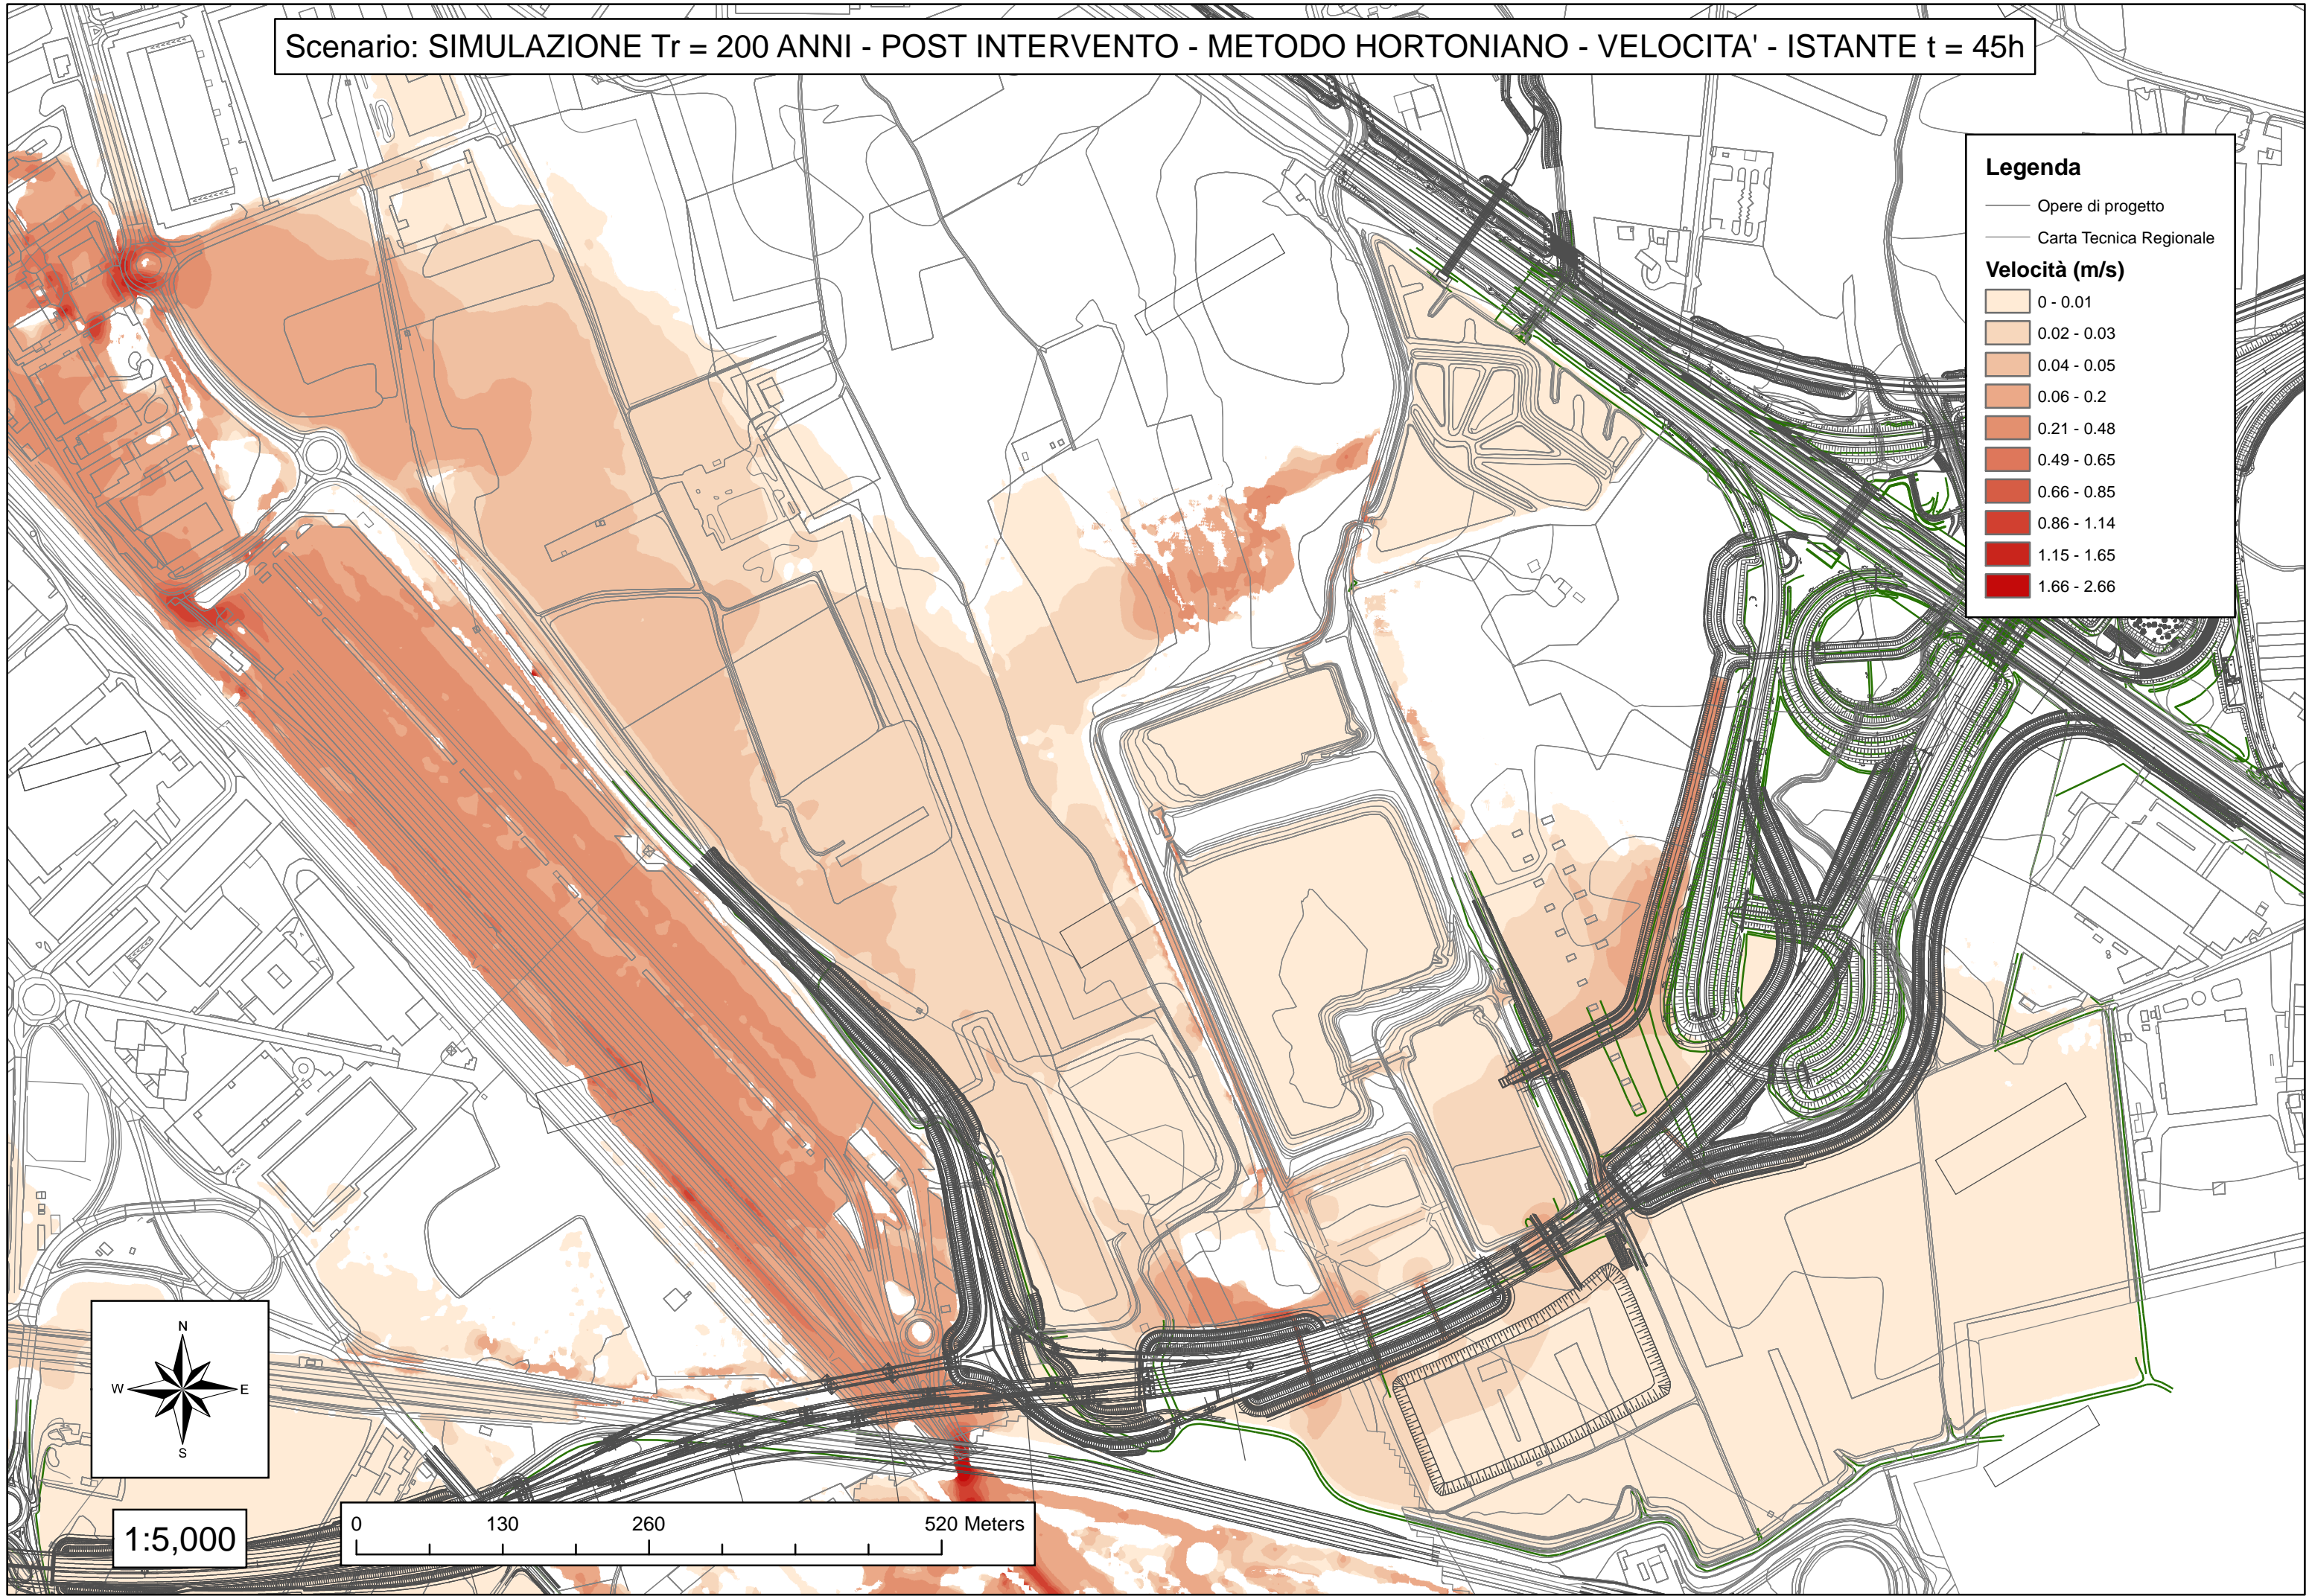 Scenario: SIMULAZIONE Tr = 200 ANNI - POST INTERVENTO - METODO HORTONIANO - VELOCITA' - ISTANTE t = 45h
Legenda
Opere di progetto
Carta Tecnica Regionale
Velocità (m/s)
0 - 0.01
0.02 - 0.03
0.04 - 0.05
0.06 - 0.2
0.21 - 0.48
0.49 - 0.65
0.66 - 0.85
0.86 - 1.14
1.15 - 1.65
1.66 - 2.66
N
W E
S
1:5,000
0 130 260 520 Meters